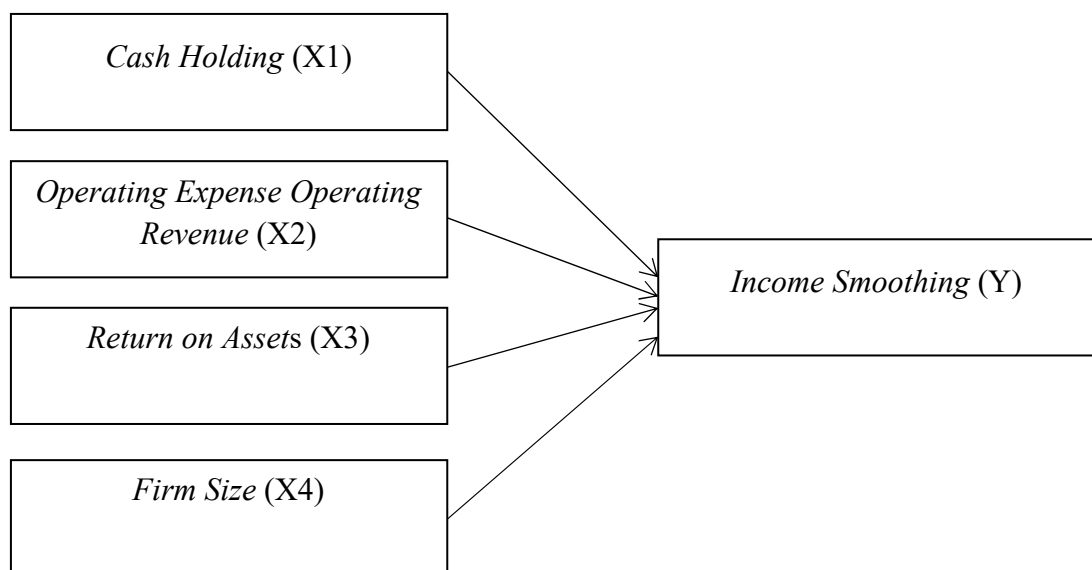 Cash Holding (X1)
Operating Expense Operating
Revenue (X2)
Return on Assets (X3)
Firm Size (X4)
Income Smoothing (Y)